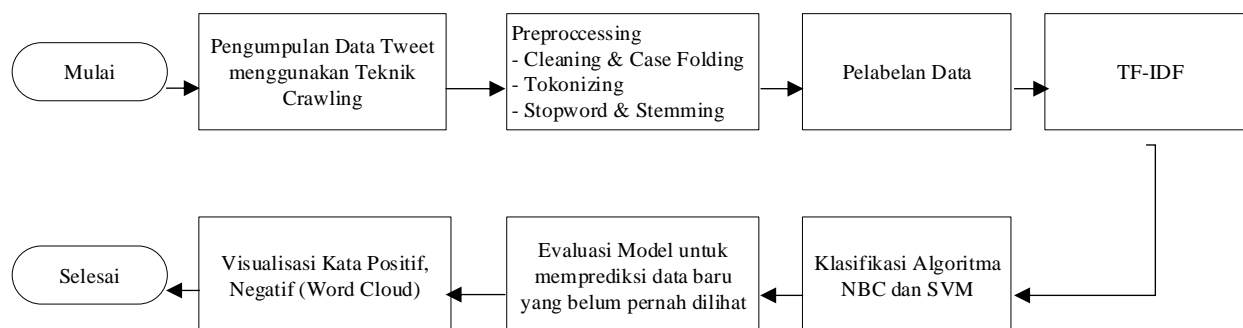 Mulai
Pengumpulan Data Tweet
menggunakan Teknik
Crawling
Preproccessing
- Cleaning & Case Folding
- Tokonizing
- Stopword & Stemming
Pelabelan Data
TF-IDF
Klasifikasi Algoritma
NBC dan SVM
Evaluasi Model untuk
memprediksi data baru
yang belum pernah dilihat
Visualisasi Kata Positif,
Negatif (Word Cloud)
Selesai